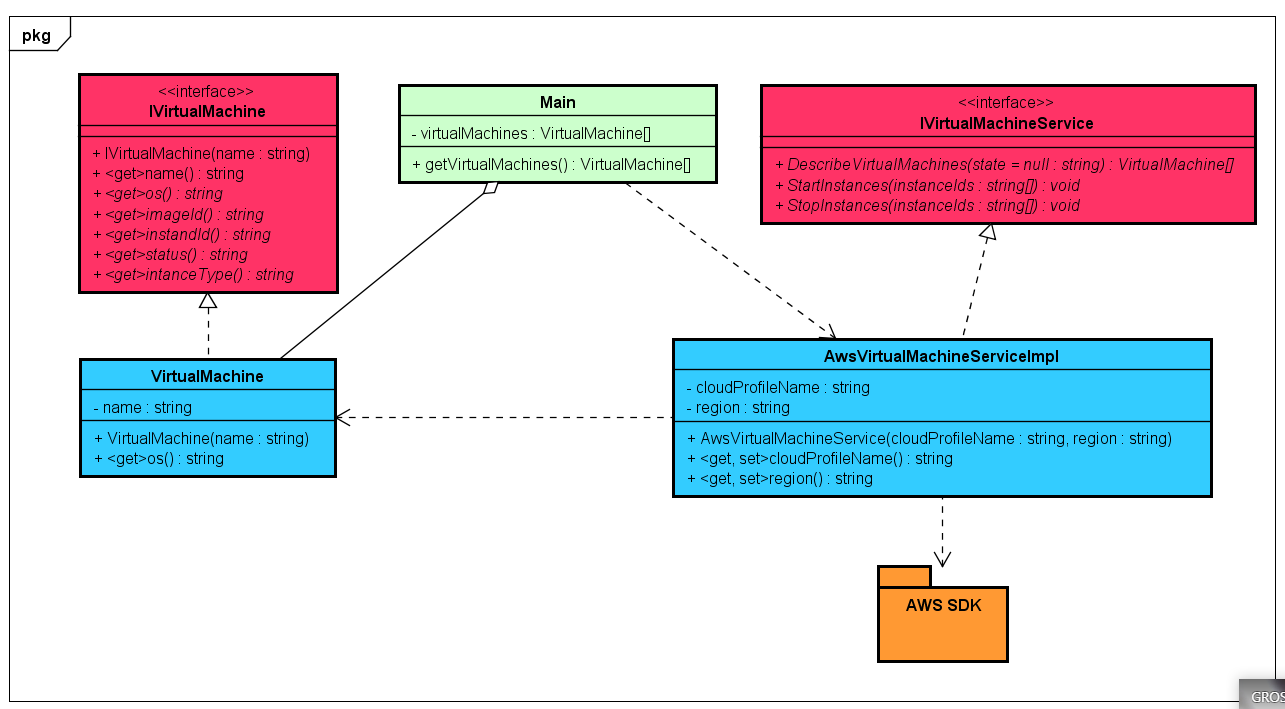 pkg
<<interface>>
IVirtualMachine
+ IVirtualMachine(name : string)
+ <get>name() : string
+ <get>os() : string
+ <get>imageId() : string
+ <get>instandId() : string
+ <get>status() : string
+ <get>intanceType() : string
Main
- virtualMachines : VirtualMachine[]
+ getVirtualMachines() : VirtualMachine[]
<<interface>>
IVirtualMachineService
+ DescribeVirtualMachines(state = null : string) : VirtualMachine[]
+ StartInstances(instanceIds : string[]) : void
+ StopInstances(instanceIds : string[]) : void
VirtualMachine
- name : string
+ VirtualMachine(name : string)
+ <get>os() : string
AwsVirtualMachineServiceImpl
- cloudProfileName : string
- region : string
+ AwsVirtualMachineService(cloudProfileName : string, region : string)
+ <get, set>cloudProfileName() : string
+ <get, set>region() : string
AWS SDK